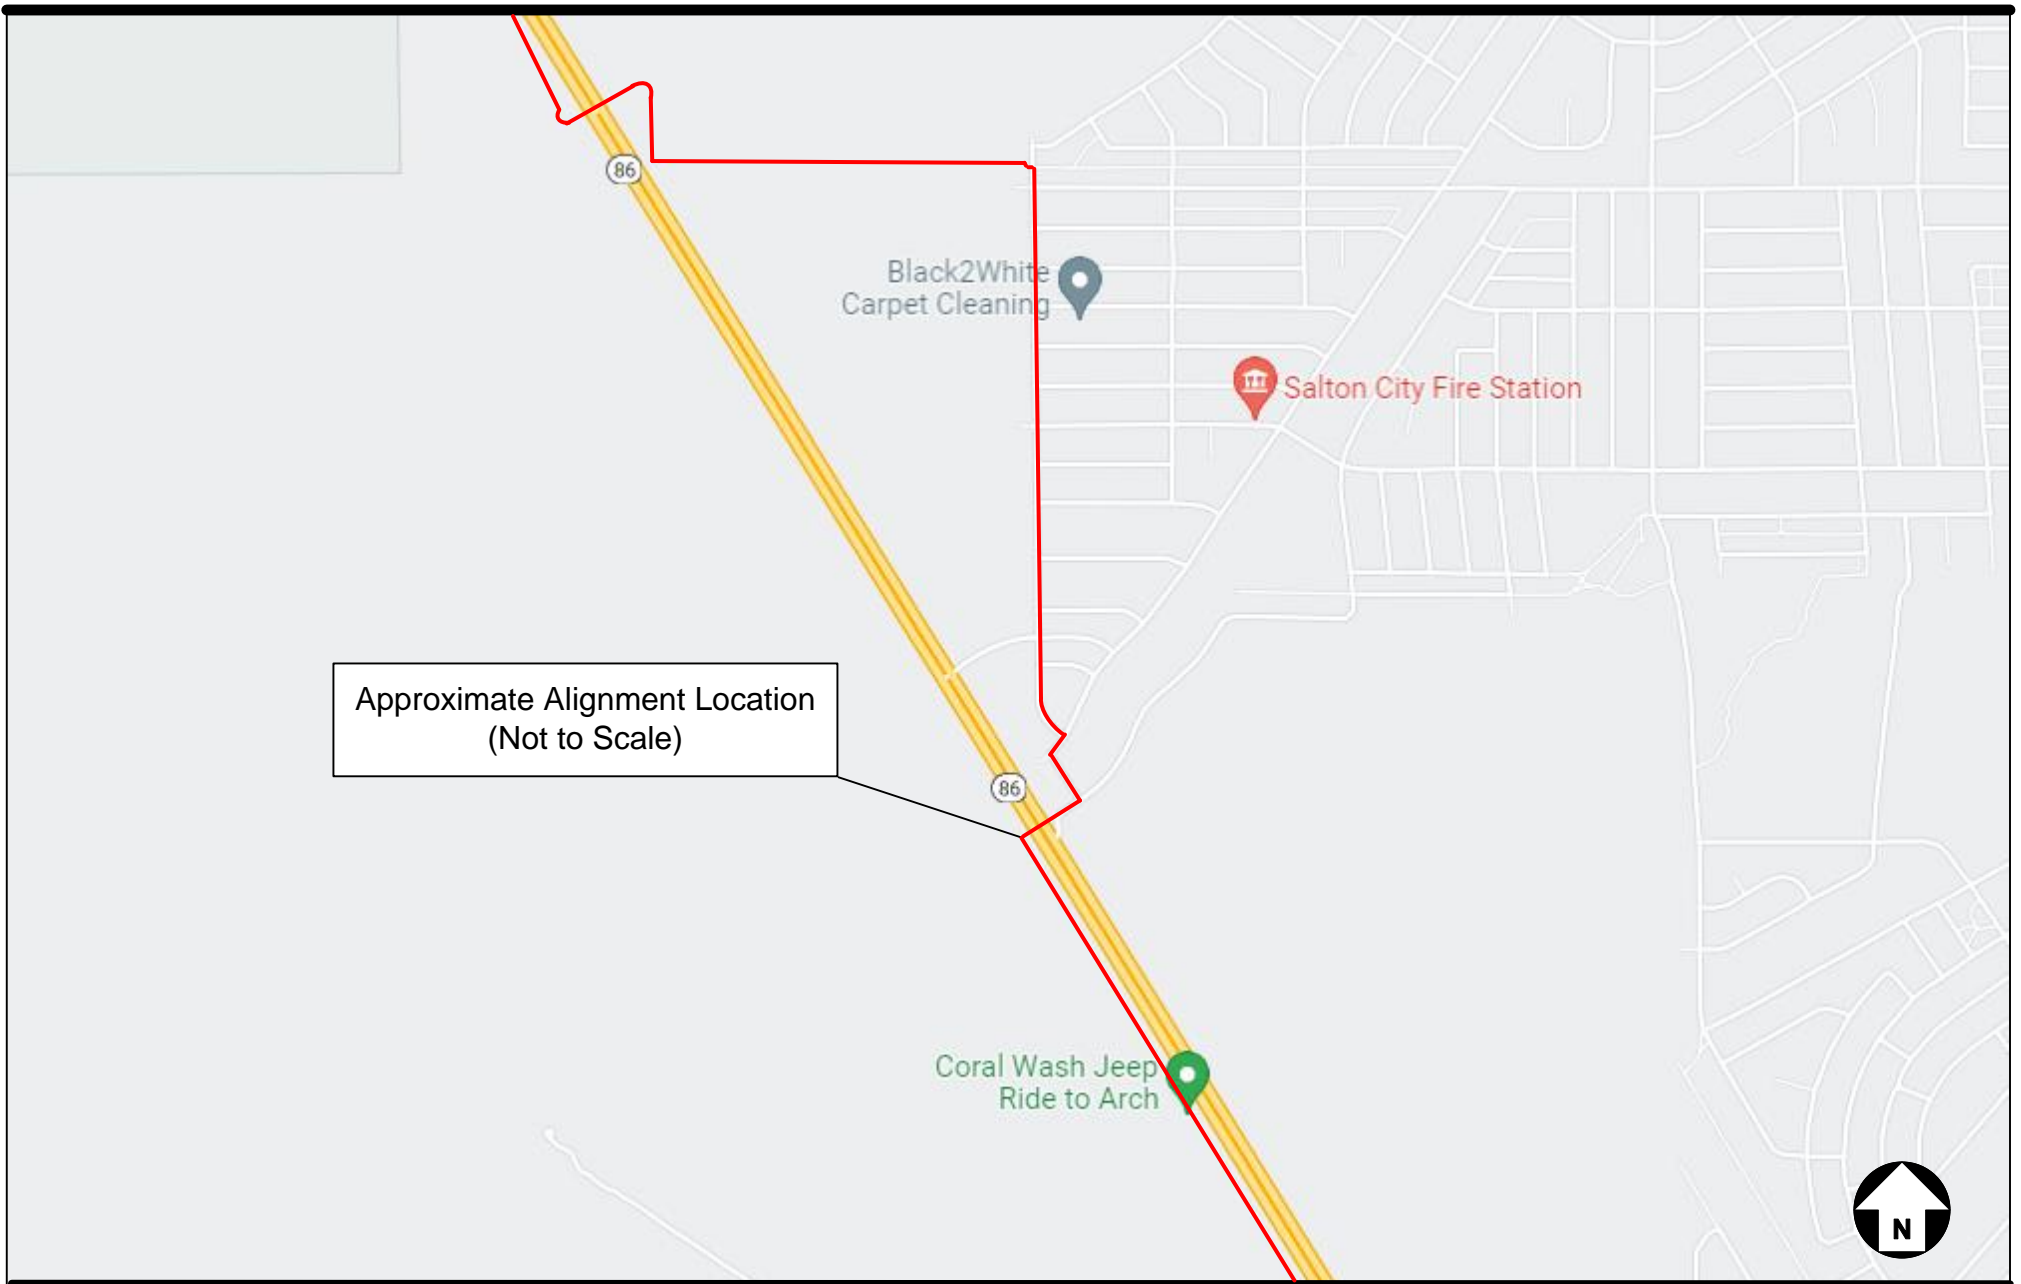 86
Black2White
Carpet Cleaning
Salton City Fire Station
Approximate Alignment Location
(Not to Scale)
86
Coral Wash Jeep
Ride to Arch
N